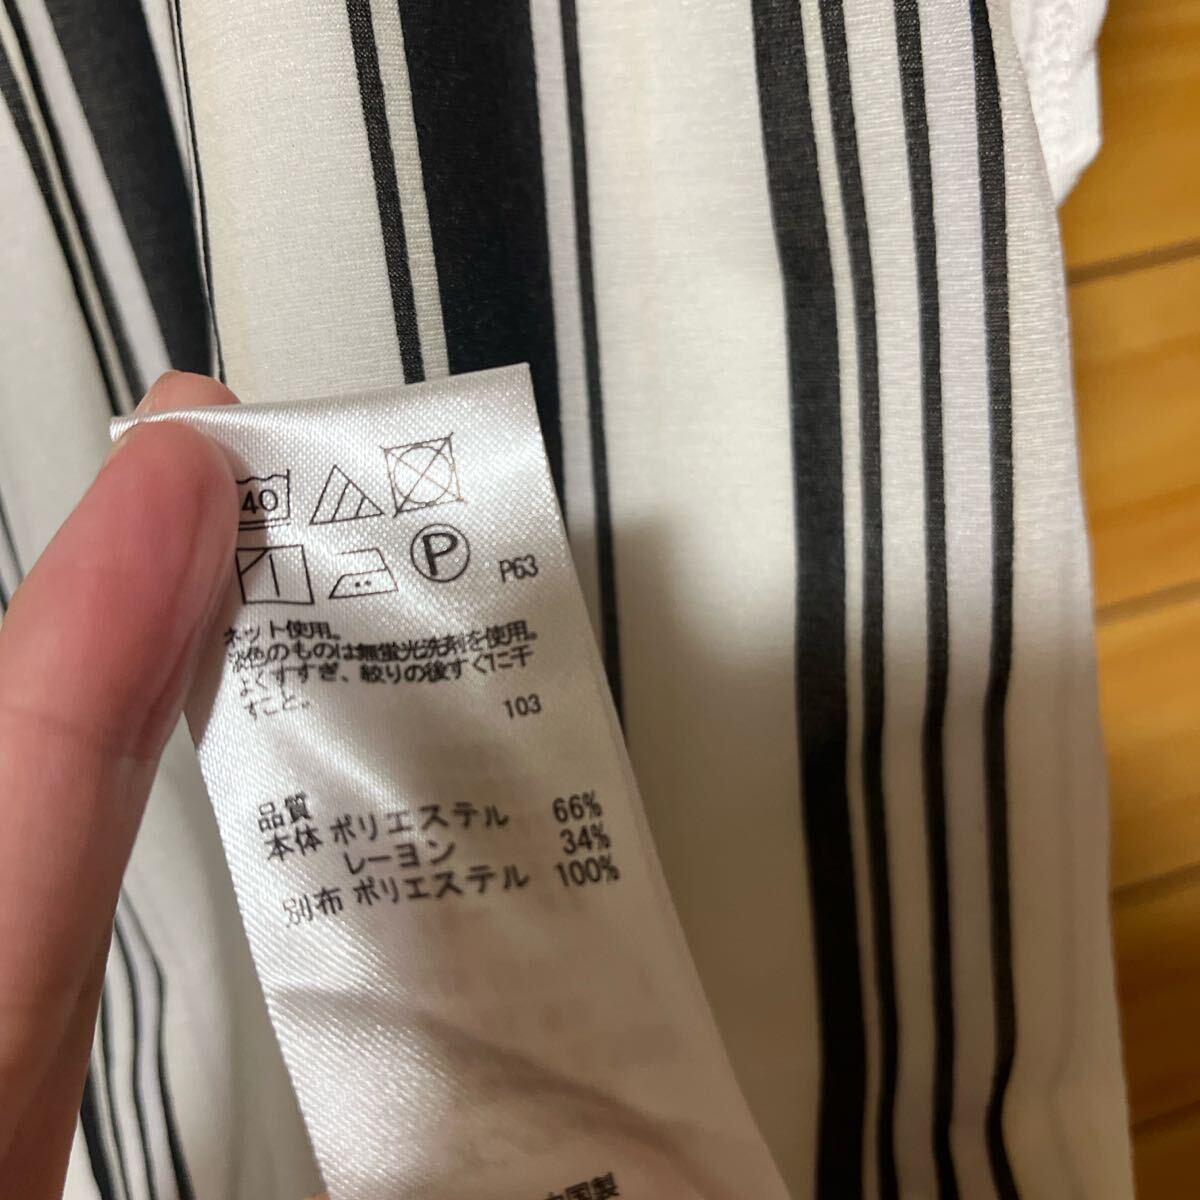 40
P
P63
ネット使用。
淡色のものは無蛍光洗剤を使用。
よくすすぎ、絞りの後すぐに干
すこと。
103
品質
本体 ポリエステル 66%
レーヨン 34%
別布 ポリエステル 100%
中国製